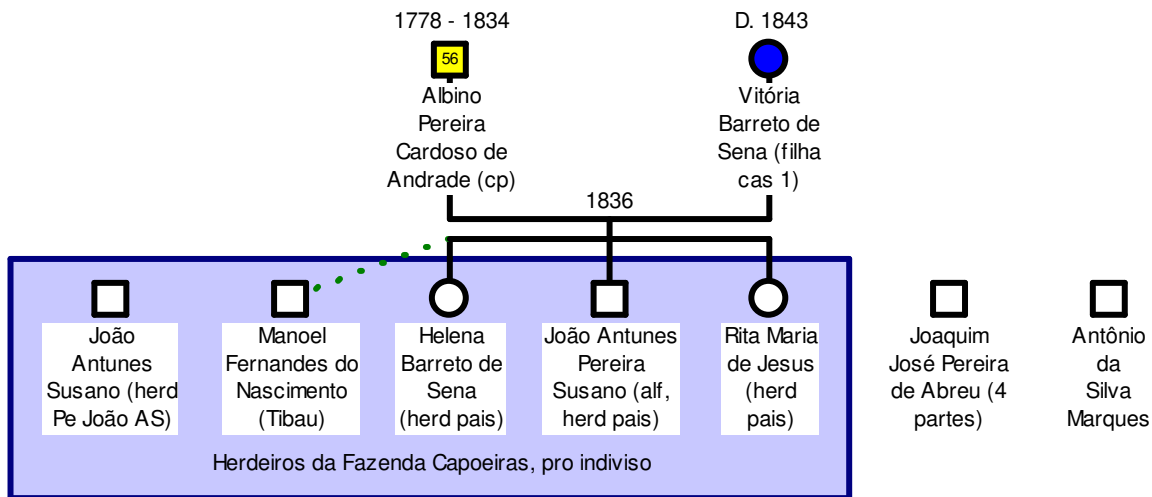 1778 - 1834
D. 1843
56
Albino
Pereira
Cardoso de
Andrade (cp)
Vitória
Barreto de
Sena (filha
cas 1)
1836
João
Antunes
Susano (herd
Pe João AS)
Manoel
Fernandes do
Nascimento
(Tibau)
Helena
Barreto de
Sena
(herd pais)
João Antunes
Pereira
Susano (alf,
herd pais)
Rita Maria
de Jesus
(herd
pais)
Joaquim
José Pereira
de Abreu (4
partes)
Antônio
da
Silva
Marques
Herdeiros da Fazenda Capoeiras, pro indiviso